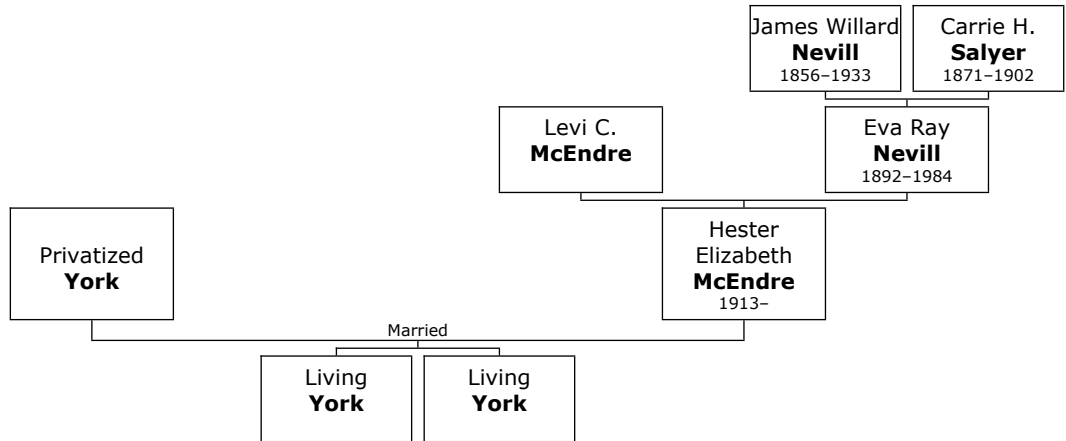 James Willard
Nevill
1856–1933
Carrie H.
Salyer
1871–1902
Levi C.
McEndre
Eva Ray
Nevill
1892–1984
Privatized
York
Hester
Elizabeth
McEndre
1913–
Married
Living
York
Living
York